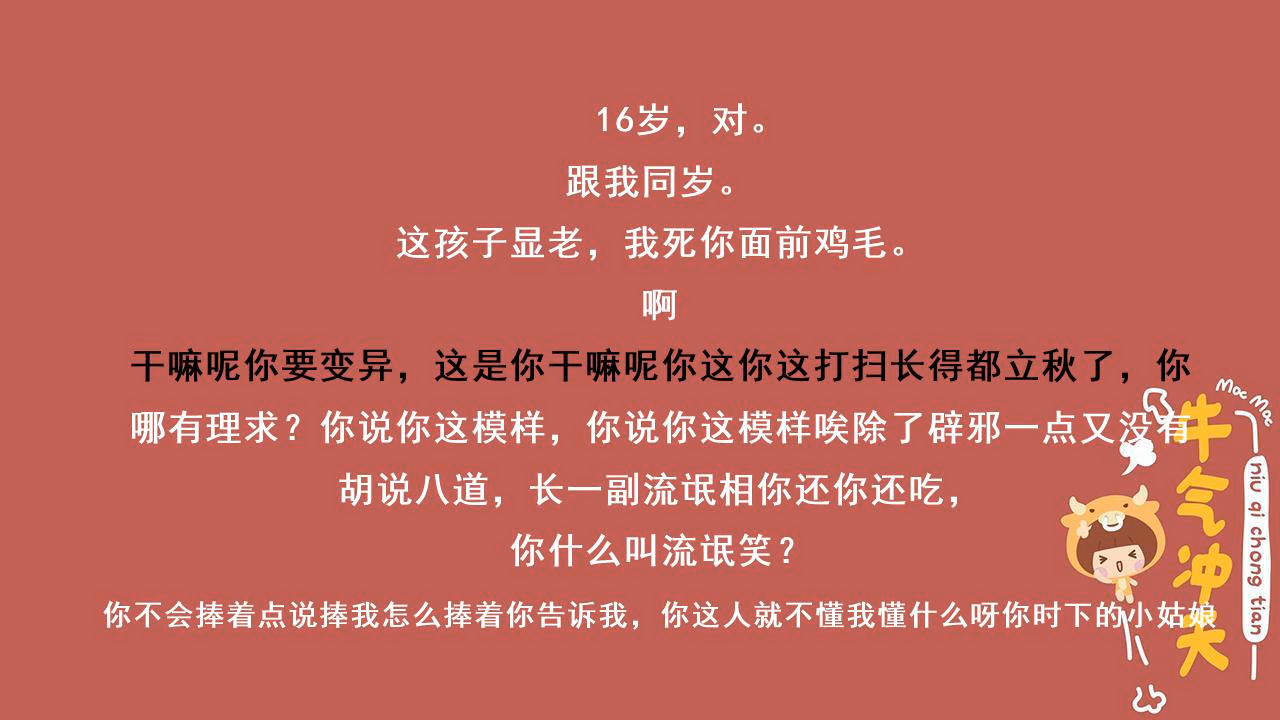 16岁，对。
跟我同岁。
这孩子显老，我死你面前鸡毛。
啊
干嘛呢你要变异，这是你干嘛呢你这你这打扫长得都立秋了，你
哪有理求？你说你这模样，你说你这模样唉除了辟邪一点又没有
胡说八道，长一副流氓相你还你还吃，
你什么叫流氓笑？
你不会捧着点说捧我怎么捧着你告诉我，你这人就不懂我懂什么呀你时下的小姑娘
Moc Moc
牛气冲天
niu qi chong tian